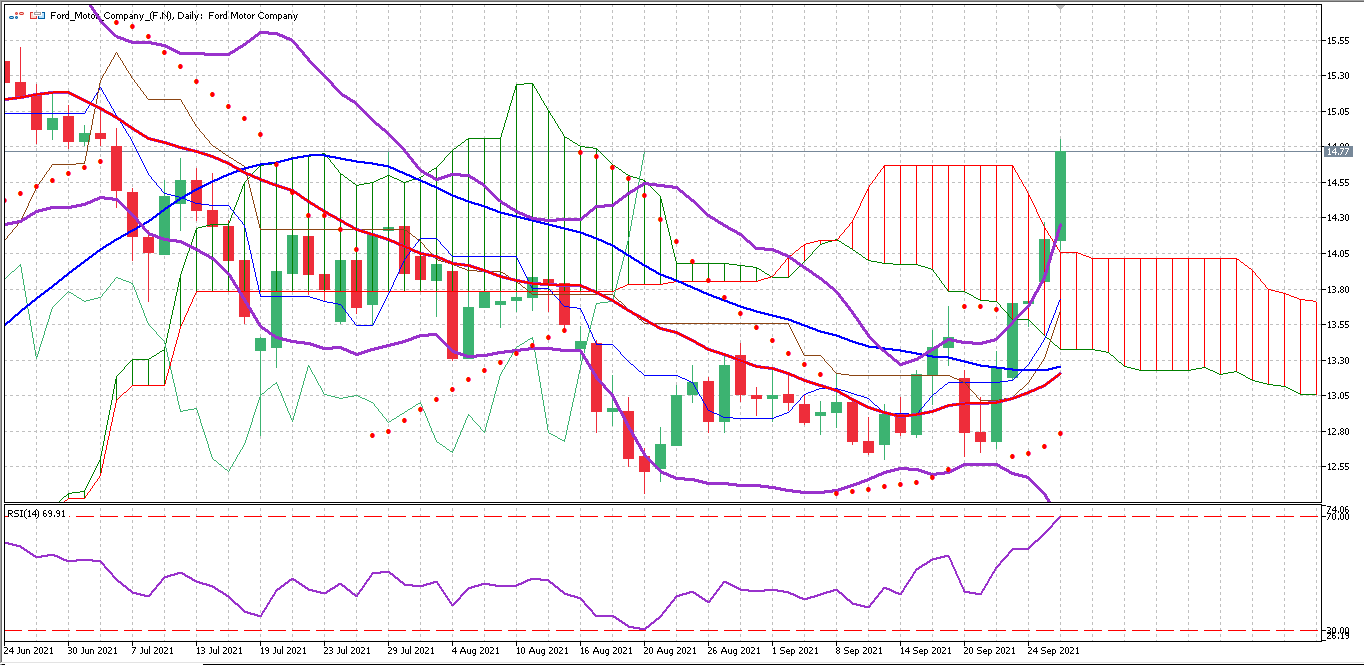 Ford_Motor_Company_(F.N), Daily: Ford Motor Company
15.55
15.30
15.05
14.80
14.77
14.55
14.30
14.05
13.80
13.55
13.30
13.05
12.80
12.55
RSI(14) 69.91
74.06
70.00
30.00
26.19
24 Jun 2021
30 Jun 2021
7 Jul 2021
13 Jul 2021
19 Jul 2021
23 Jul 2021
29 Jul 2021
4 Aug 2021
10 Aug 2021
16 Aug 2021
20 Aug 2021
26 Aug 2021
1 Sep 2021
8 Sep 2021
14 Sep 2021
20 Sep 2021
24 Sep 2021